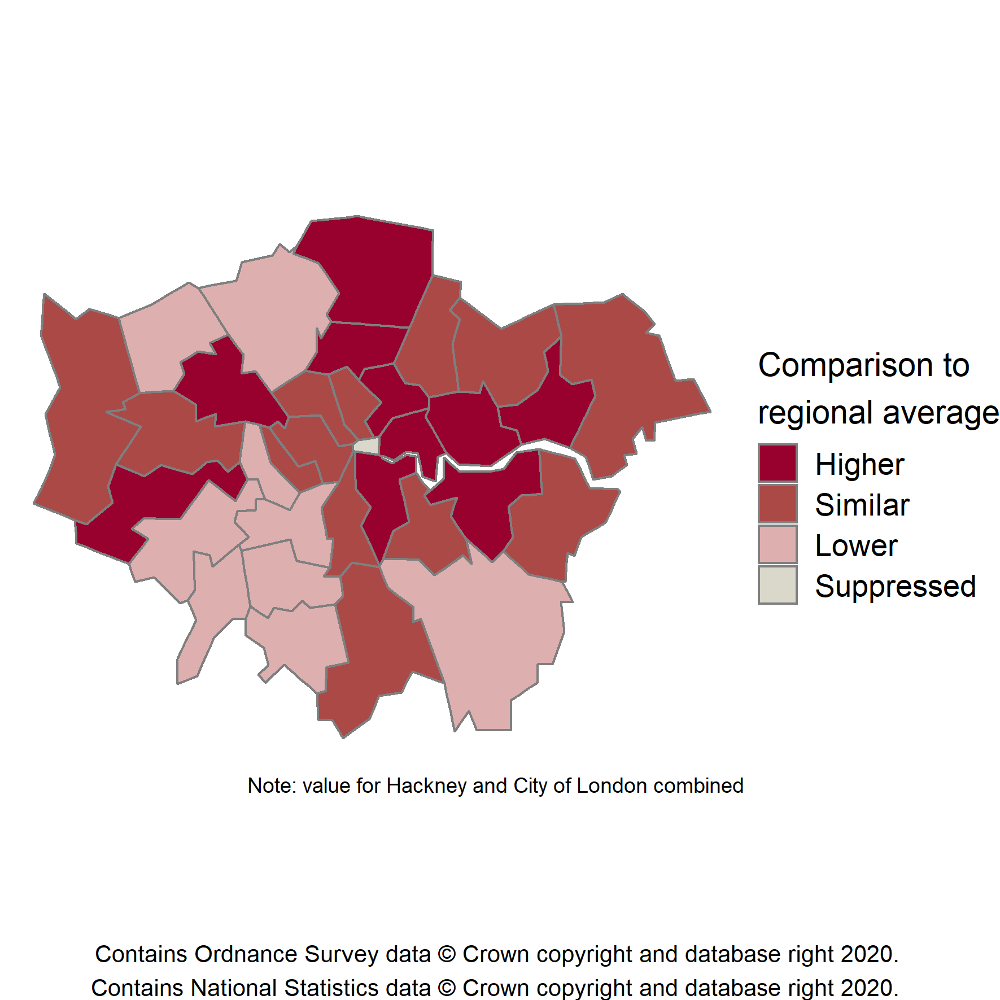 Comparison to
regional average
Higher
Similar
Lower
Suppressed
Note: value for Hackney and City of London combined
Contains Ordnance Survey data © Crown copyright and database right 2020.
Contains National Statistics data © Crown copyright and database right 2020.